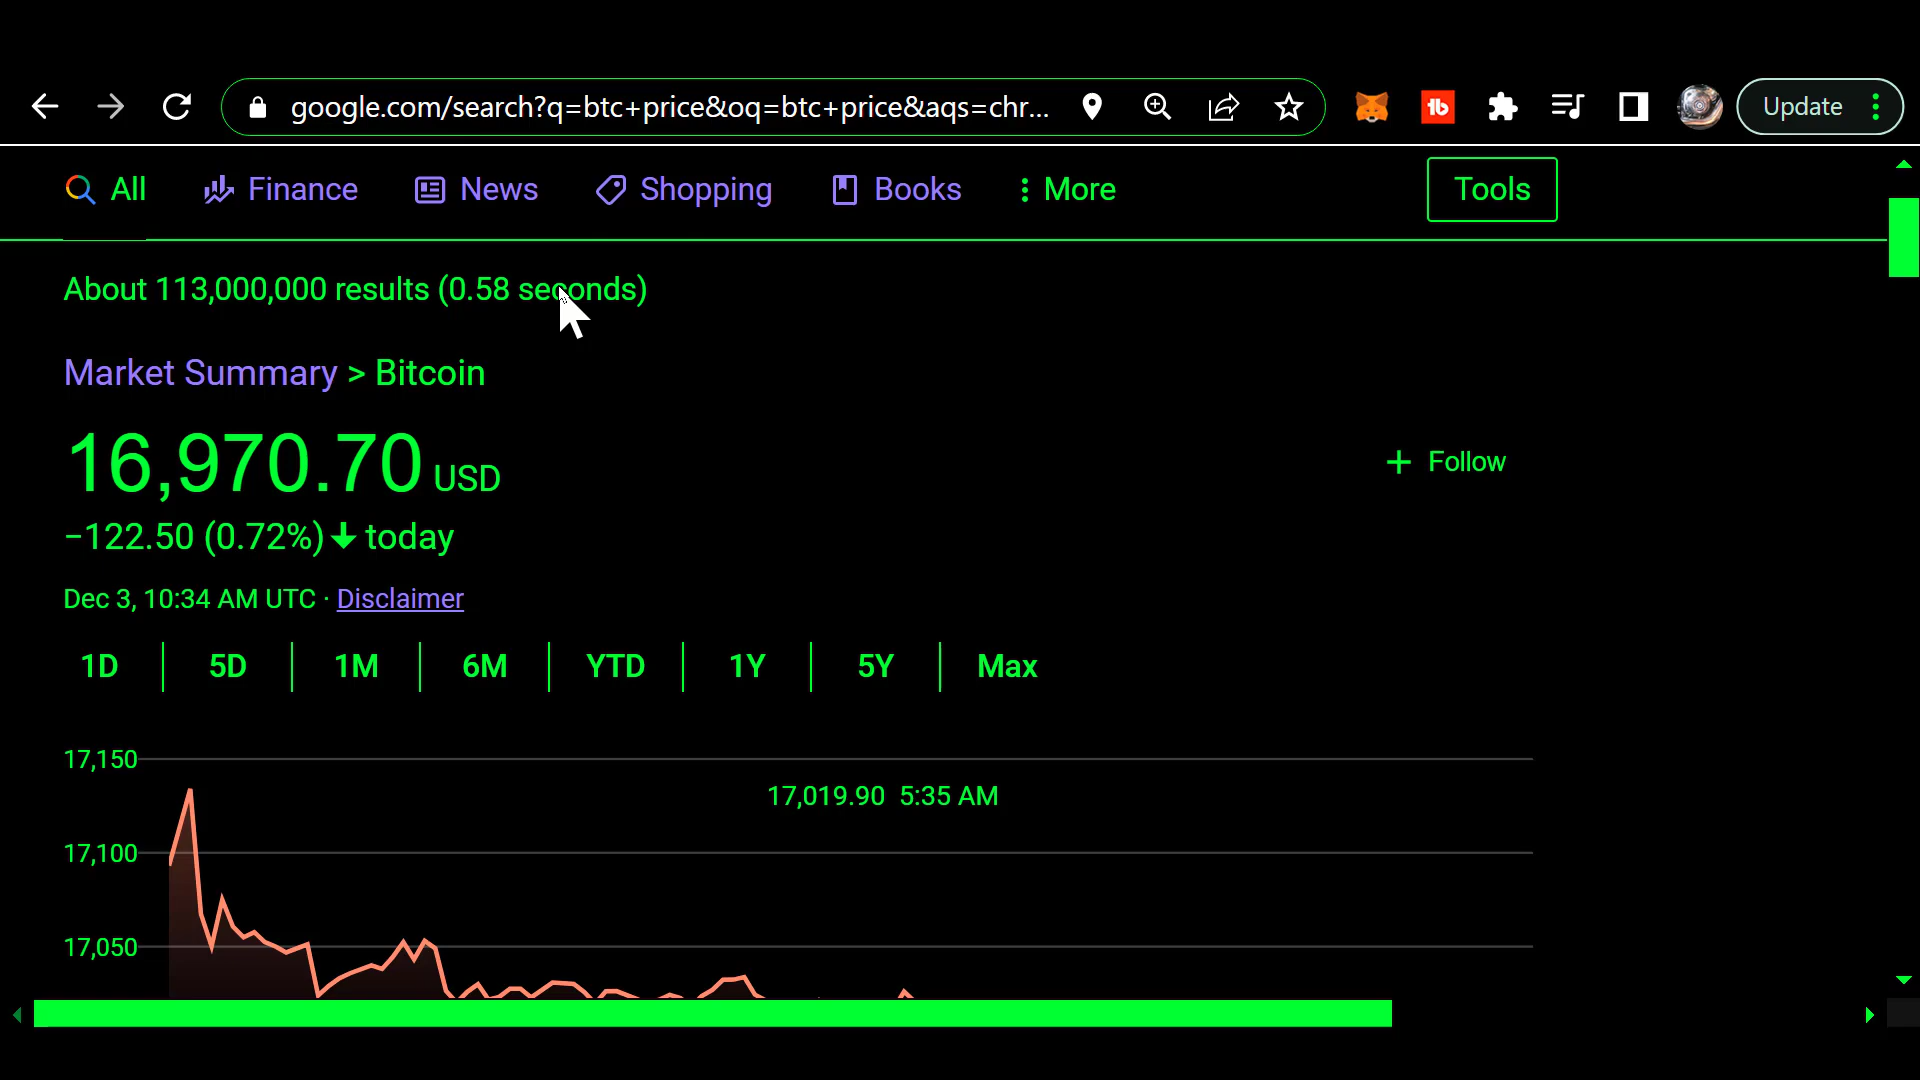 google.com/search?q=btc+price&oq=btc+price&aqs=chr...
tb
Update
All
Finance
News
Shopping
Books
More
Tools
About 113,000,000 results (0.58 seconds)
Market Summary > Bitcoin
16,970.70 USD
+ Follow
−122.50 (0.72%) ↓ today
Dec 3, 10:34 AM UTC · Disclaimer
1D
5D
1M
6M
YTD
1Y
5Y
Max
17,150
17,019.90 5:35 AM
17,100
17,050